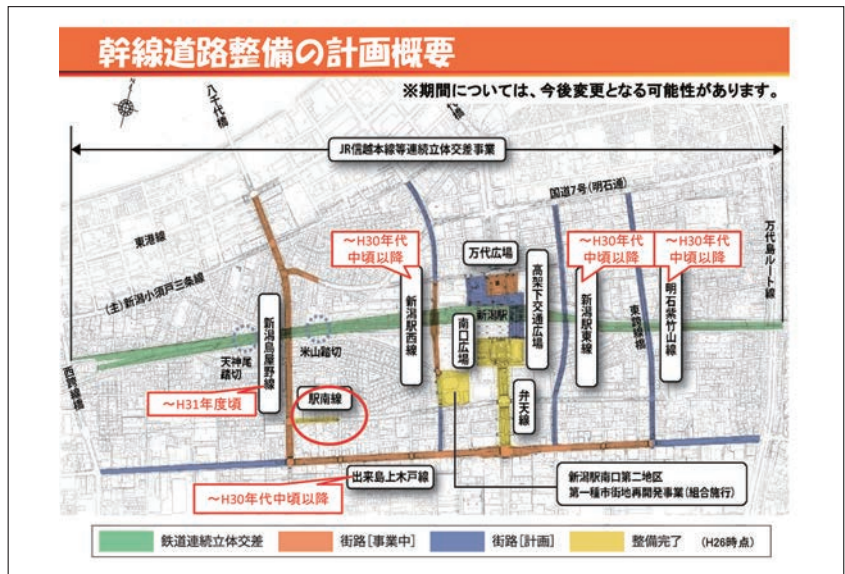 幹線道路整備の計画概要
※期間については、今後変更となる可能性があります。
八千代橋
代橋
JR信越本線等連続立体交差事業
国道7号(明石通)
東港線
(主)新潟小須戸三条線
万代島ルート線
～H30年代
中頃以降
万代広場
～H30年代
中頃以降
～H30年代
中頃以降
新潟鳥屋野線
新潟駅西線
新潟駅
高架下交通広場
新潟駅東線
東跨線橋
明石紫竹山線
南口広場
西跨線橋
天神尾
踏切
米山踏切
～H31年度頃
駅南線
弁天線
出来島上木戸線
～H30年代中頃以降
新潟駅南口第二地区
第一種市街地再開発事業(組合施行)
鉄道連続立体交差
街路[事業中]
街路[計画]
整備完了
(H26時点)